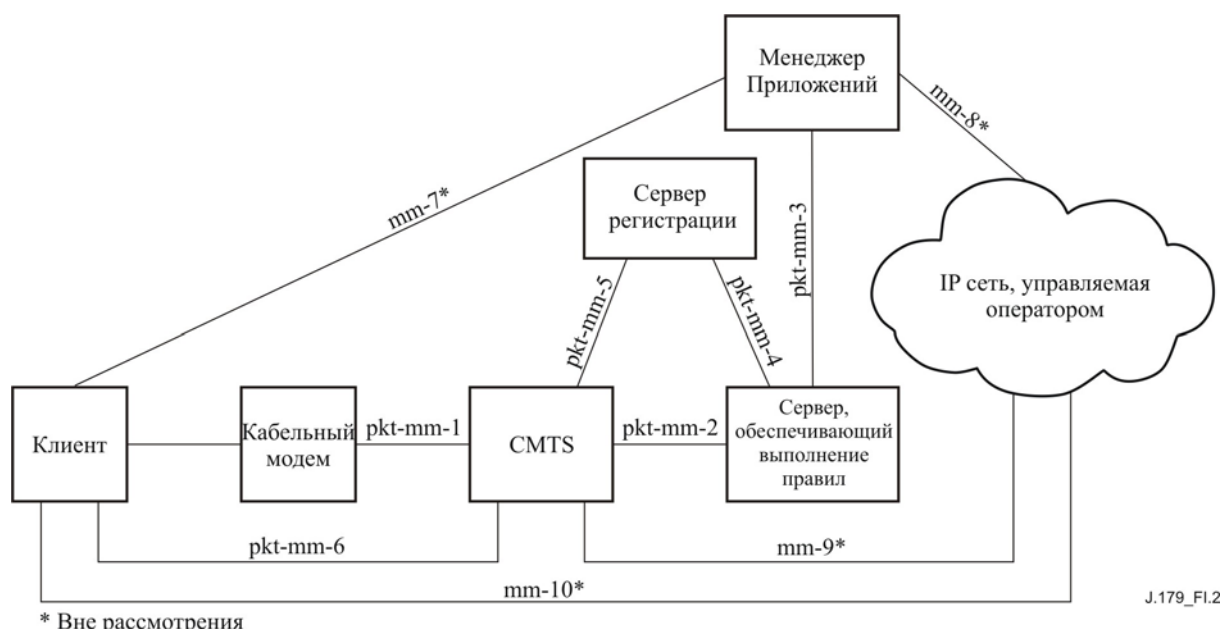 Менеджер
Приложений
mm-8*
mm-7*
Сервер
регистрации
pkt-mm-3
IP сеть, управляемая
оператором
pkt-mm-5
pkt-mm-4
Клиент
Кабельный
модем
pkt-mm-1
CMTS
pkt-mm-2
Сервер,
обеспечивающий
выполнение
правил
pkt-mm-6
mm-9*
mm-10*
J.179_FI.2
* Вне рассмотрения